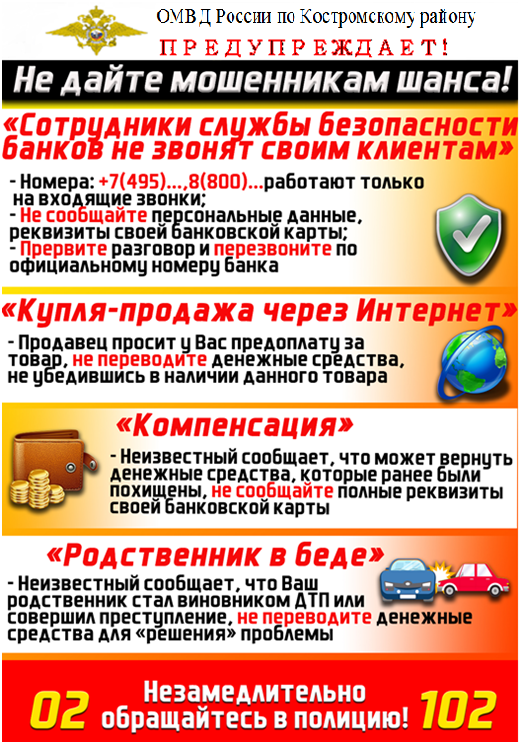 ОМВД России по Костромскому району
ПРЕДУПРЕЖДАЕТ!
Не дайте мошенникам шанса!
«Сотрудники службы безопасности
банков не звонят своим клиентам»
- Номера: +7(495)...,8(800)...работают только
на входящие звонки;
- Не сообщайте персональные данные,
реквизиты своей банковской карты;
- Прервите разговор и перезвоните по
официальному номеру банка
«Купля-продажа через Интернет»
- Продавец просит у Вас предоплату за
товар, не переводите денежные средства,
не убедившись в наличии данного товара
«Компенсация»
- Неизвестный сообщает, что может вернуть
денежные средства, которые ранее были
похищены, не сообщайте полные реквизиты
своей банковской карты
«Родственник в беде»
- Неизвестный сообщает, что Ваш
родственник стал виновником ДТП или
совершил преступление, не переводите денежные
средства для «решения» проблемы
02 Незамедлительно 102
обращайтесь в полицию!